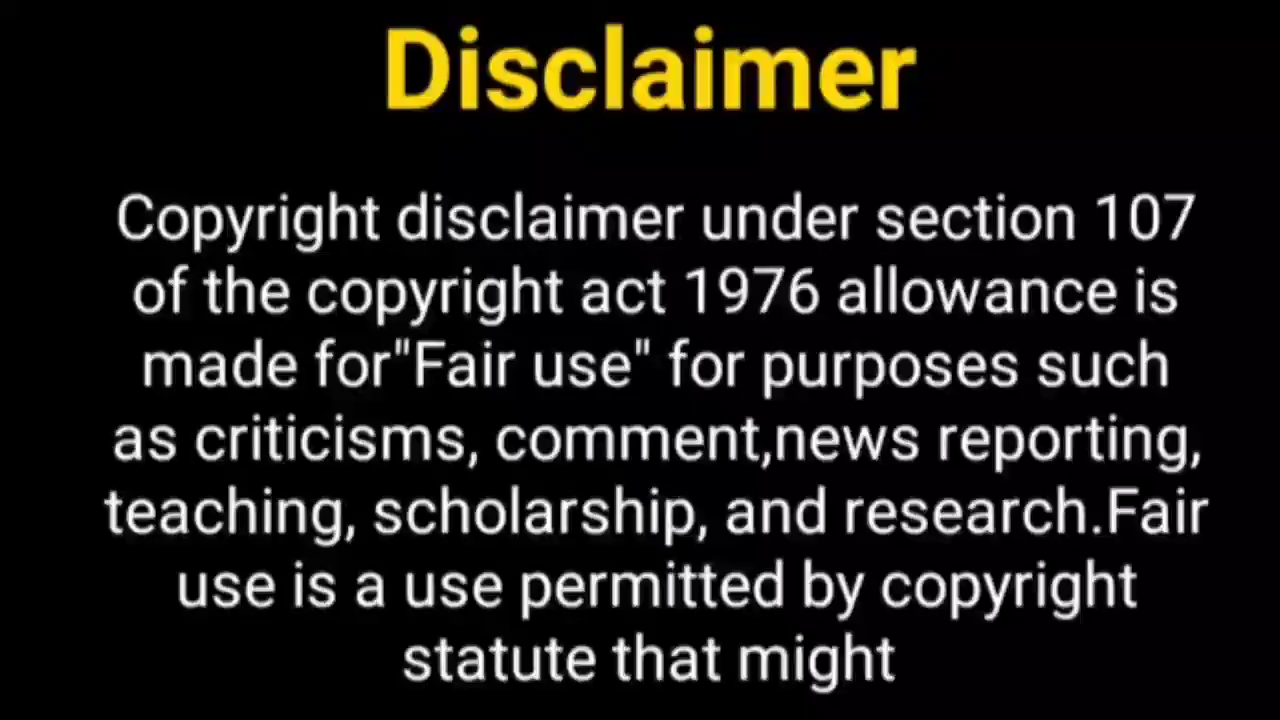 Disclaimer
Copyright disclaimer under section 107
of the copyright act 1976 allowance is
made for"Fair use" for purposes such
as criticisms, comment,news reporting,
teaching, scholarship, and research.Fair
use is a use permitted by copyright
statute that might